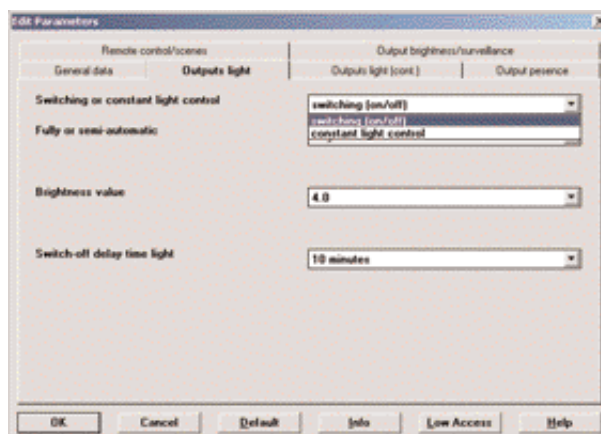 Edit Parameters
Remote control/scenes
Output brightness/surveillance
General data
Outputs light
Outputs light (cont.)
Output pesence
Switching or constant light control
switching (on/off)
switching (on/off)
constant light control
Fully or semi-automatic
Brightness value
4.0
Switch-off delay time light
10 minutes
OK
Cancel
Default
Info
Low Access
Help